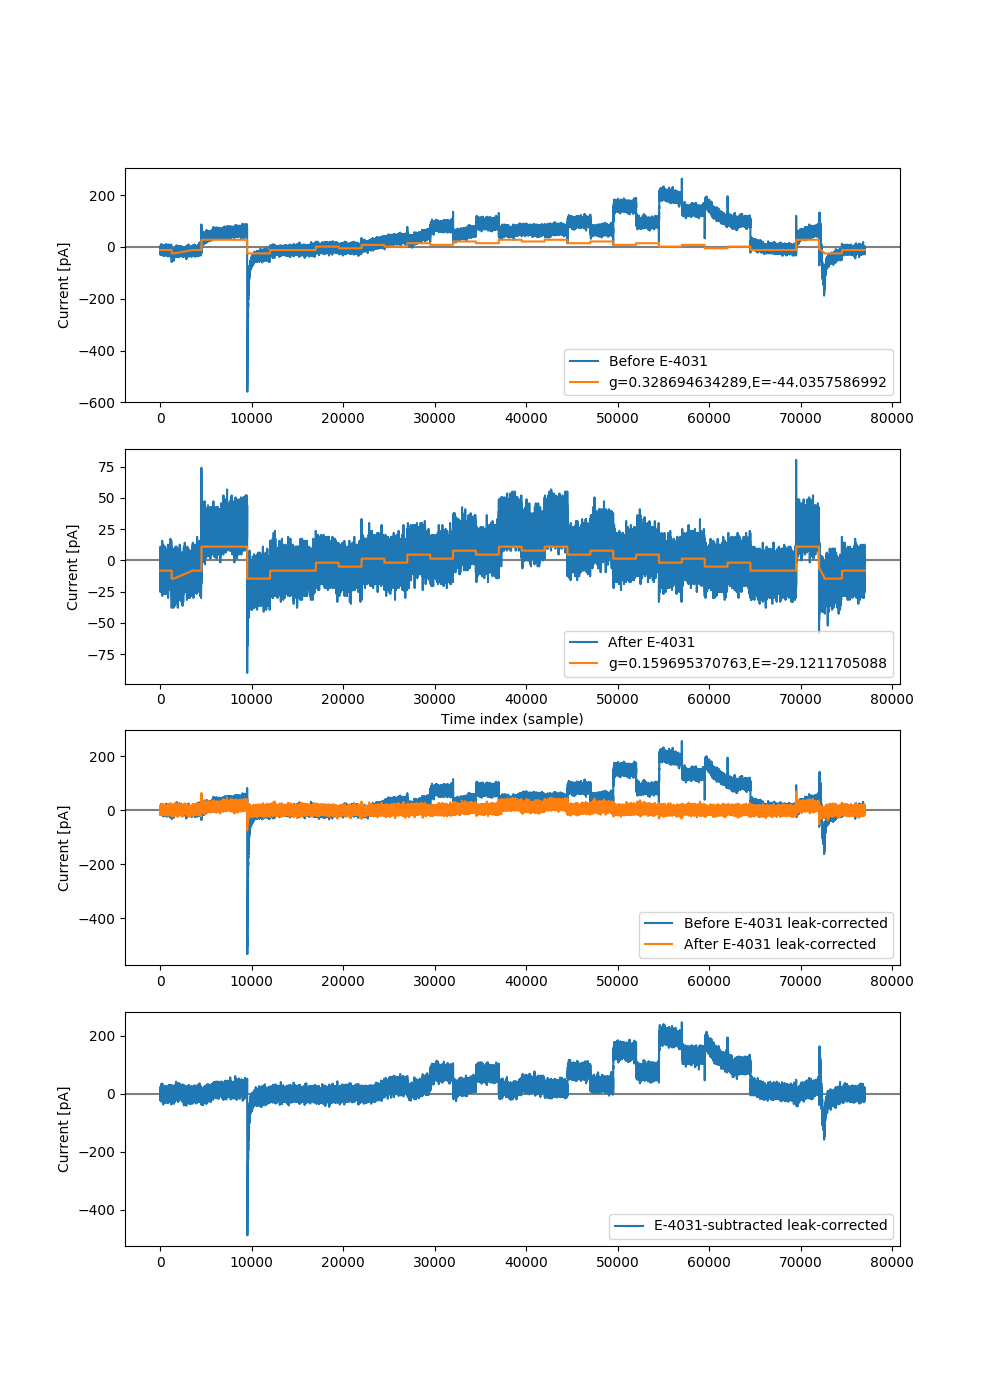 200
0
−200
−400
−600
Current [pA]
Before E-4031
g=0.328694634289,E=-44.0357586992
0 10000 20000 30000 40000 50000 60000 70000 80000
75
50
25
0
−25
−50
−75
Current [pA]
After E-4031
g=0.159695370763,E=-29.1211705088
0 10000 20000 30000 40000 50000 60000 70000 80000
Time index (sample)
200
0
−200
−400
Current [pA]
Before E-4031 leak-corrected
After E-4031 leak-corrected
0 10000 20000 30000 40000 50000 60000 70000 80000
200
0
−200
−400
Current [pA]
E-4031-subtracted leak-corrected
0 10000 20000 30000 40000 50000 60000 70000 80000